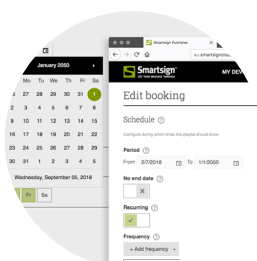 January 2050
Mo Tu We Th Fr Sa
27 28 29 30 31 1
2 3 4 5 6 7 8
9 10 11 12 13 14 15
16 17 18 19 20 21 22
23 24 25 26 27 28 29
30 31 1 2 3 4 5
Wednesday, September 05, 2018
Fr Sa
Smartsign Publisher
Smartsign
MY DEV
Edit booking
Schedule ?
Configure during which times the playlist should show.
Period ?
From 2/7/2018 To 1/1/2050
No end date ?
X
Recurring ?
✓
Frequency ?
+ Add frequency